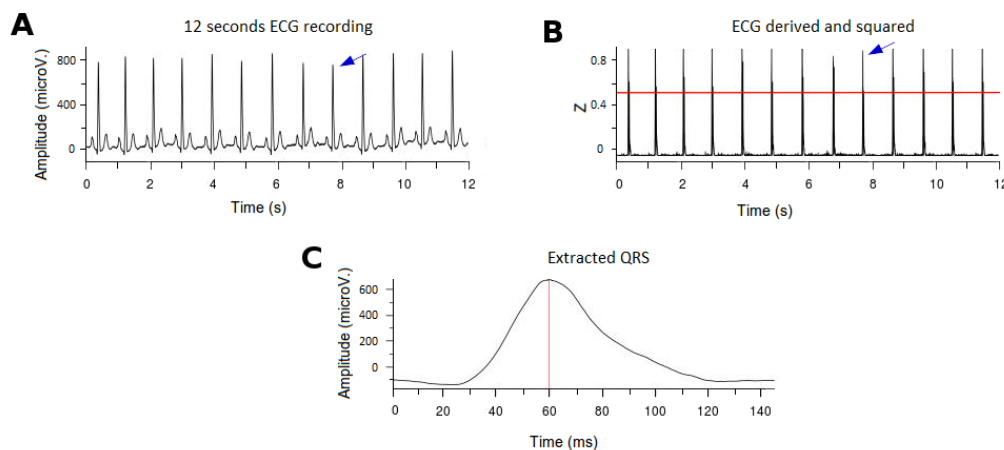 A
12 seconds ECG recording
Amplitude (microV.)
800
400
0
0 2 4 6 8 10 12
Time (s)
B
ECG derived and squared
Z
0.8
0.4
0
0 2 4 6 8 10 12
Time (s)
C
Extracted QRS
Amplitude (microV.)
600
400
200
0
0 20 40 60 80 100 120 140
Time (ms)